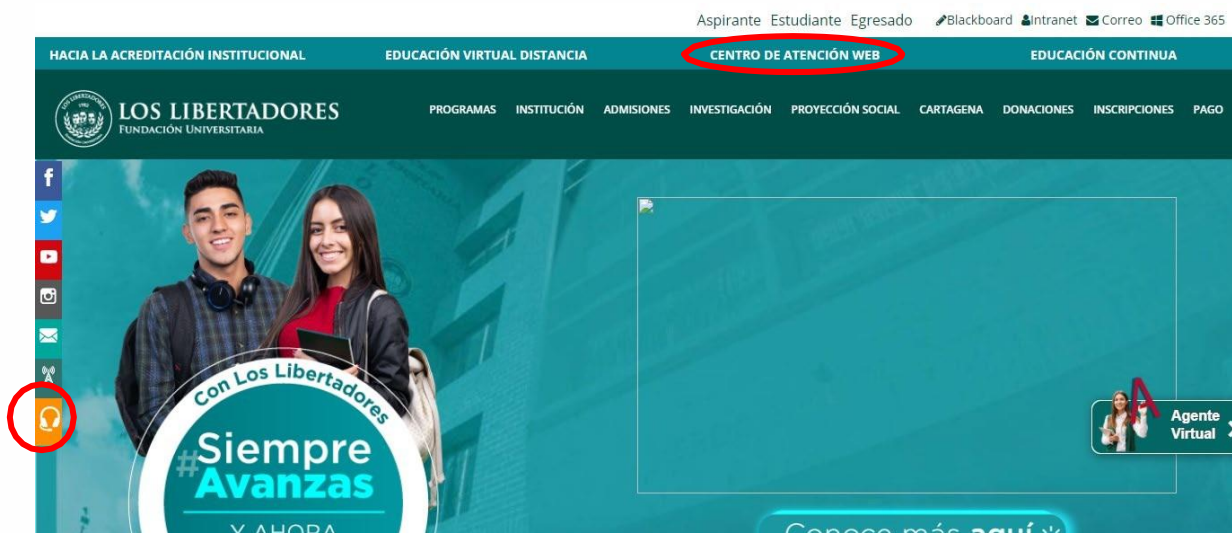 Aspirante Estudiante Egresado Blackboard Intranet Correo Office 365
HACIA LA ACREDITACIÓN INSTITUCIONAL EDUCACIÓN VIRTUAL DISTANCIA CENTRO DE ATENCIÓN WEB EDUCACIÓN CONTINUA
LOS LIBERTADORES
FUNDACIÓN UNIVERSITARIA
PROGRAMAS INSTITUCIÓN ADMISIONES INVESTIGACIÓN PROYECCIÓN SOCIAL CARTAGENA DONACIONES INSCRIPCIONES PAGO
Con Los Libertadores
#Siempre
Avanzas
Y AHORA
Agente
Virtual
Conoce más aquí